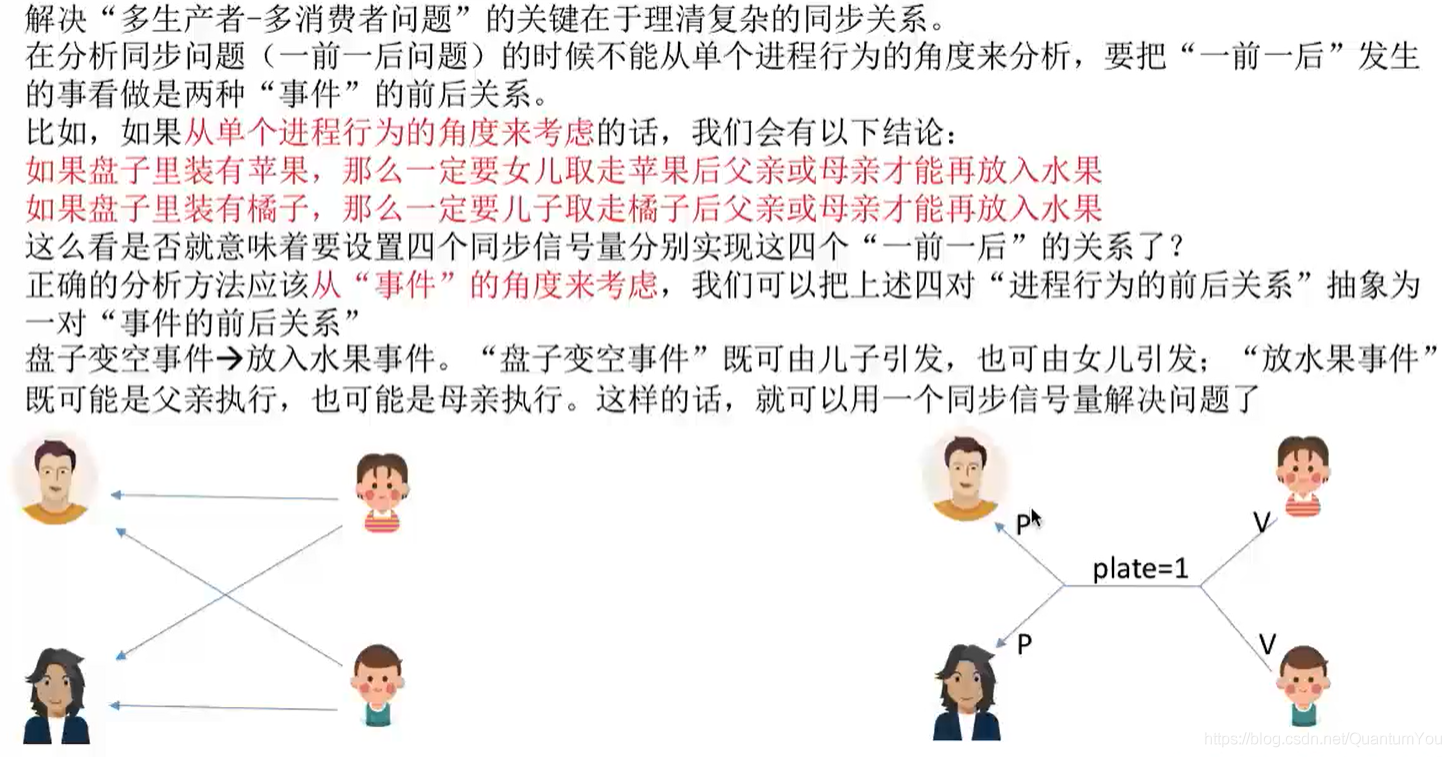 解决“多生产者-多消费者问题”的关键在于理清复杂的同步关系。
在分析同步问题（一前一后问题）的时候不能从单个进程行为的角度来分析，要把“一前一后”发生
的事看做是两种“事件”的前后关系。
比如，如果从单个进程行为的角度来考虑的话，我们会有以下结论：
如果盘子里装有苹果，那么一定要女儿取走苹果后父亲或母亲才能再放入水果
如果盘子里装有橘子，那么一定要儿子取走橘子后父亲或母亲才能再放入水果
这么看是否就意味着要设置四个同步信号量分别实现这四个“一前一后”的关系了？
正确的分析方法应该从“事件”的角度来考虑，我们可以把上述四对“进程行为的前后关系”抽象为
一对“事件的前后关系”
盘子变空事件→放入水果事件。“盘子变空事件”既可由儿子引发，也可由女儿引发；“放水果事件”
既可能是父亲执行，也可能是母亲执行。这样的话，就可以用一个同步信号量解决问题了
P
V
plate=1
P
V
https://blog.csdn.net/QuantumYou